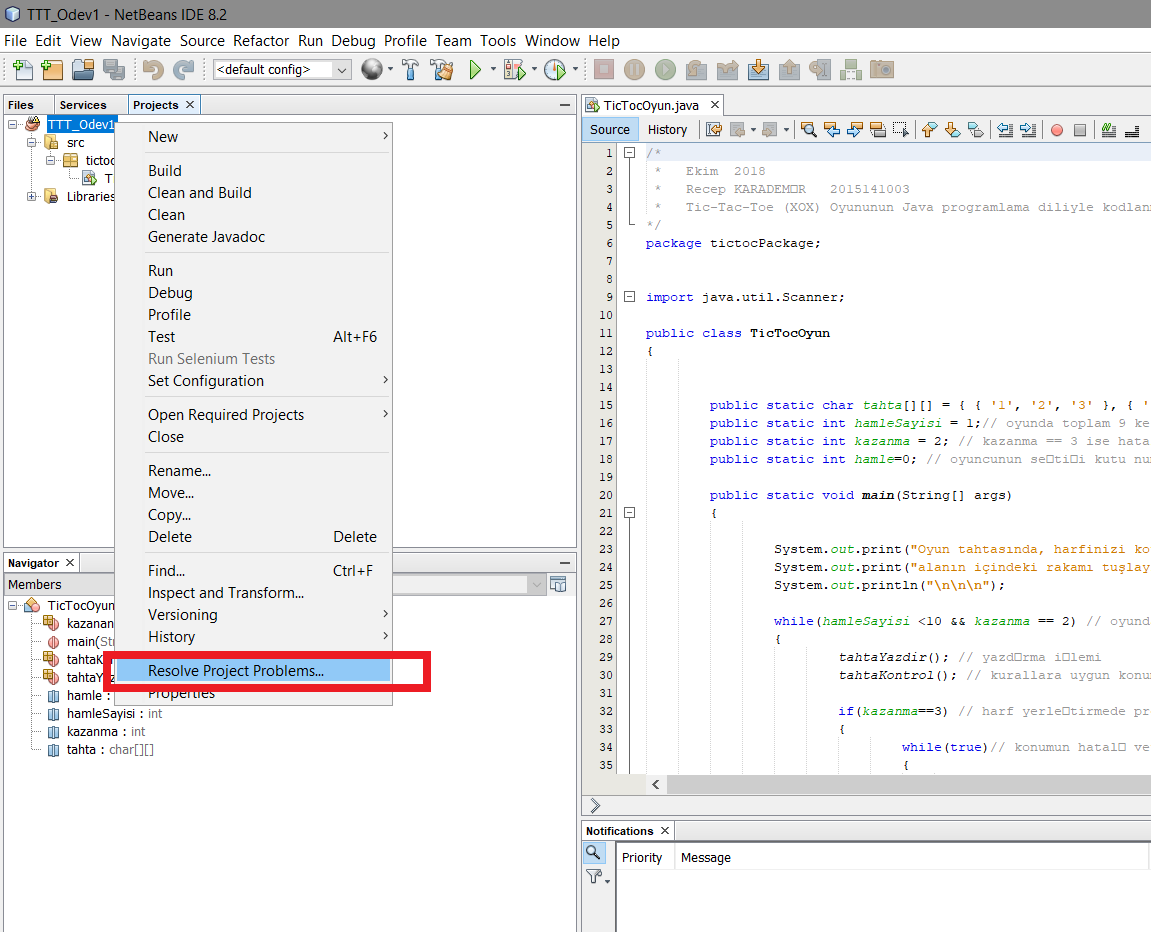 TTT_Odev1 - NetBeans IDE 8.2
File Edit View Navigate Source Refactor Run Debug Profile Team Tools Window Help
<default config>
Files Services Projects
TTT_Odev1
src
tictoc
T
Libraries
New
Build
Clean and Build
Clean
Generate Javadoc
Run
Debug
Profile
Test Alt+F6
Run Selenium Tests
Set Configuration
Open Required Projects
Close
Rename...
Move...
Copy...
Delete Delete
Find... Ctrl+F
Inspect and Transform...
Versioning
History
Resolve Project Problems...
Properties
Navigator
Members
TicTocOyun
kazanan
main(Str
tahtaK
tahtaYaz
hamle :
hamleSayisi : int
kazanma : int
tahta : char[][]
TicTocOyun.java
Source History
1 /*
2 * Ekim 2018
3 * Recep KARADEM□R 2015141003
4 * Tic-Tac-Toe (XOX) Oyununun Java programlama diliyle kodlanm
5 */
6 package tictocPackage;
7
8
9 import java.util.Scanner;
10
11 public class TicTocOyun
12 {
13
14
15 public static char tahta[][] = { { '1', '2', '3' }, { '
16 public static int hamleSayisi = 1;// oyunda toplam 9 ke
17 public static int kazanma = 2; // kazanma == 3 ise hata
18 public static int hamle=0; // oyuncunun se□ti□i kutu nu
19
20 public static void main(String[] args)
21 {
22
23 System.out.print("Oyun tahtasında, harfinizi ko
24 System.out.print("alanın içindeki rakamı tuşlay
25 System.out.println("\n\n\n");
26
27 while(hamleSayisi <10 && kazanma == 2) // oyund
28 {
29 tahtaYazdir(); // yazd□rma i□lemi
30 tahtaKontrol(); // kurallara uygun konu
31
32 if(kazanma==3) // harf yerle□tirmede pr
33 {
34 while(true)// konumun hatal□ ve
35 {
Notifications
Priority Message